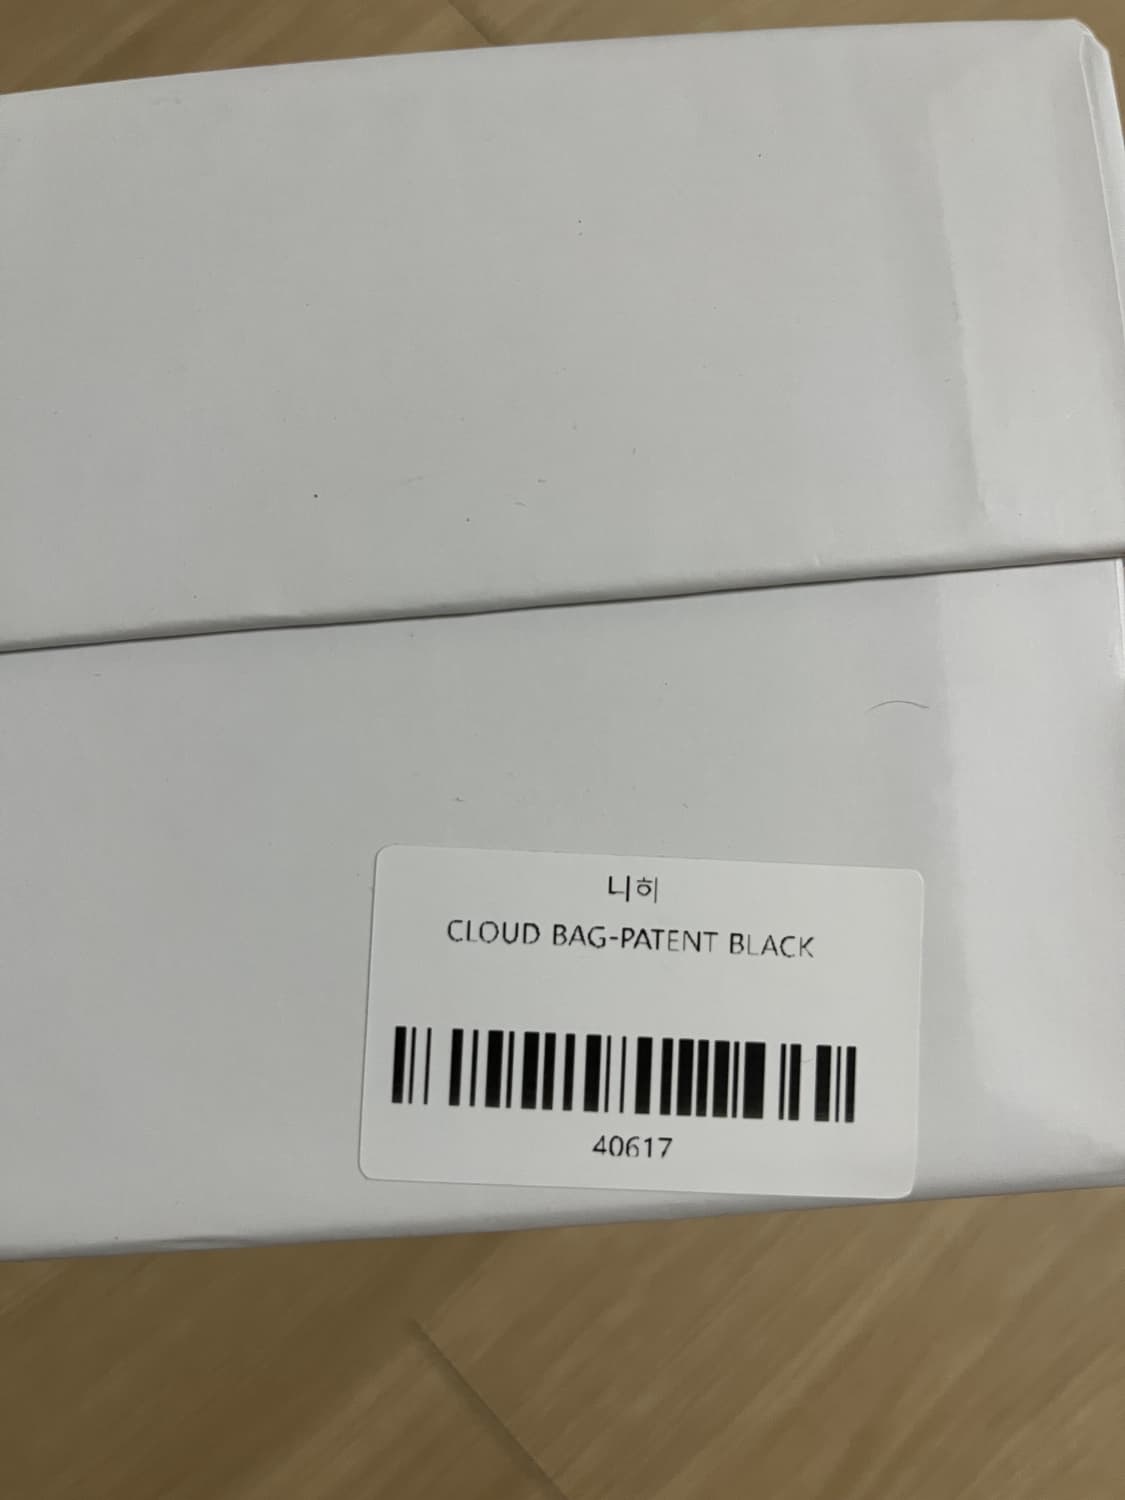 니히
CLOUD BAG-PATENT BLACK
40617